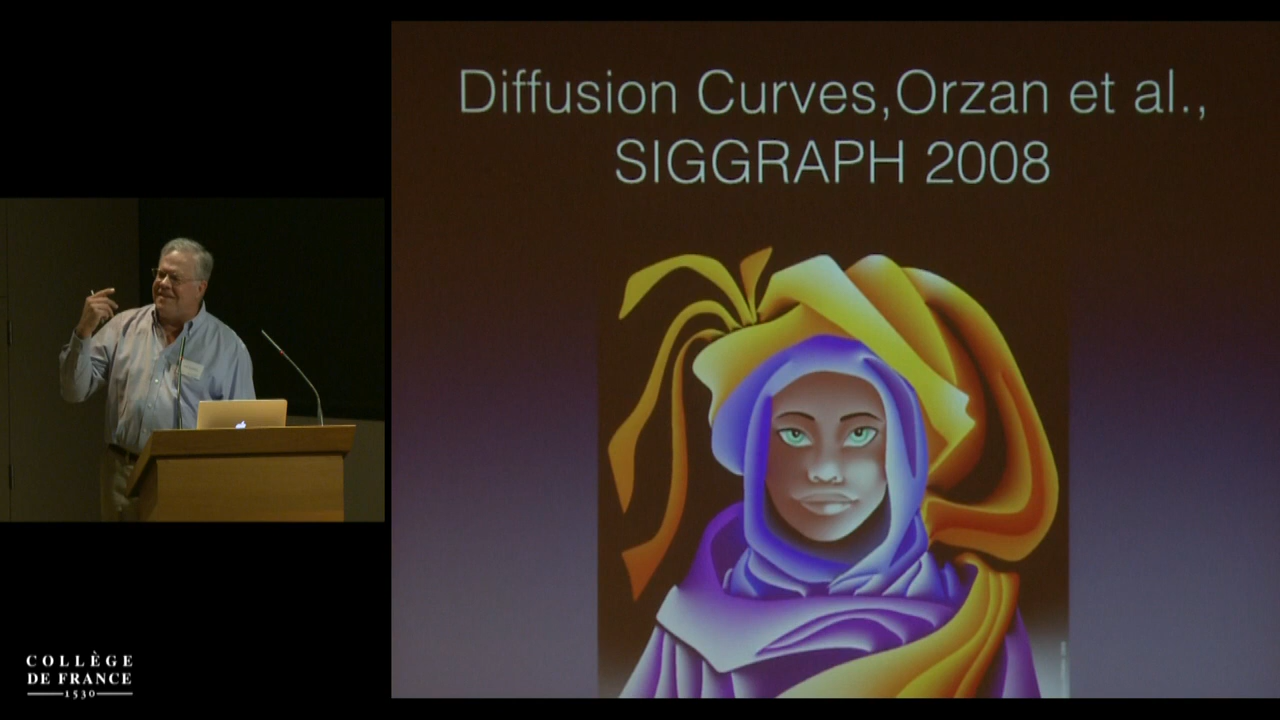 Diffusion Curves,Orzan et al.,
SIGGRAPH 2008
COLLÈGE
DE FRANCE
1530